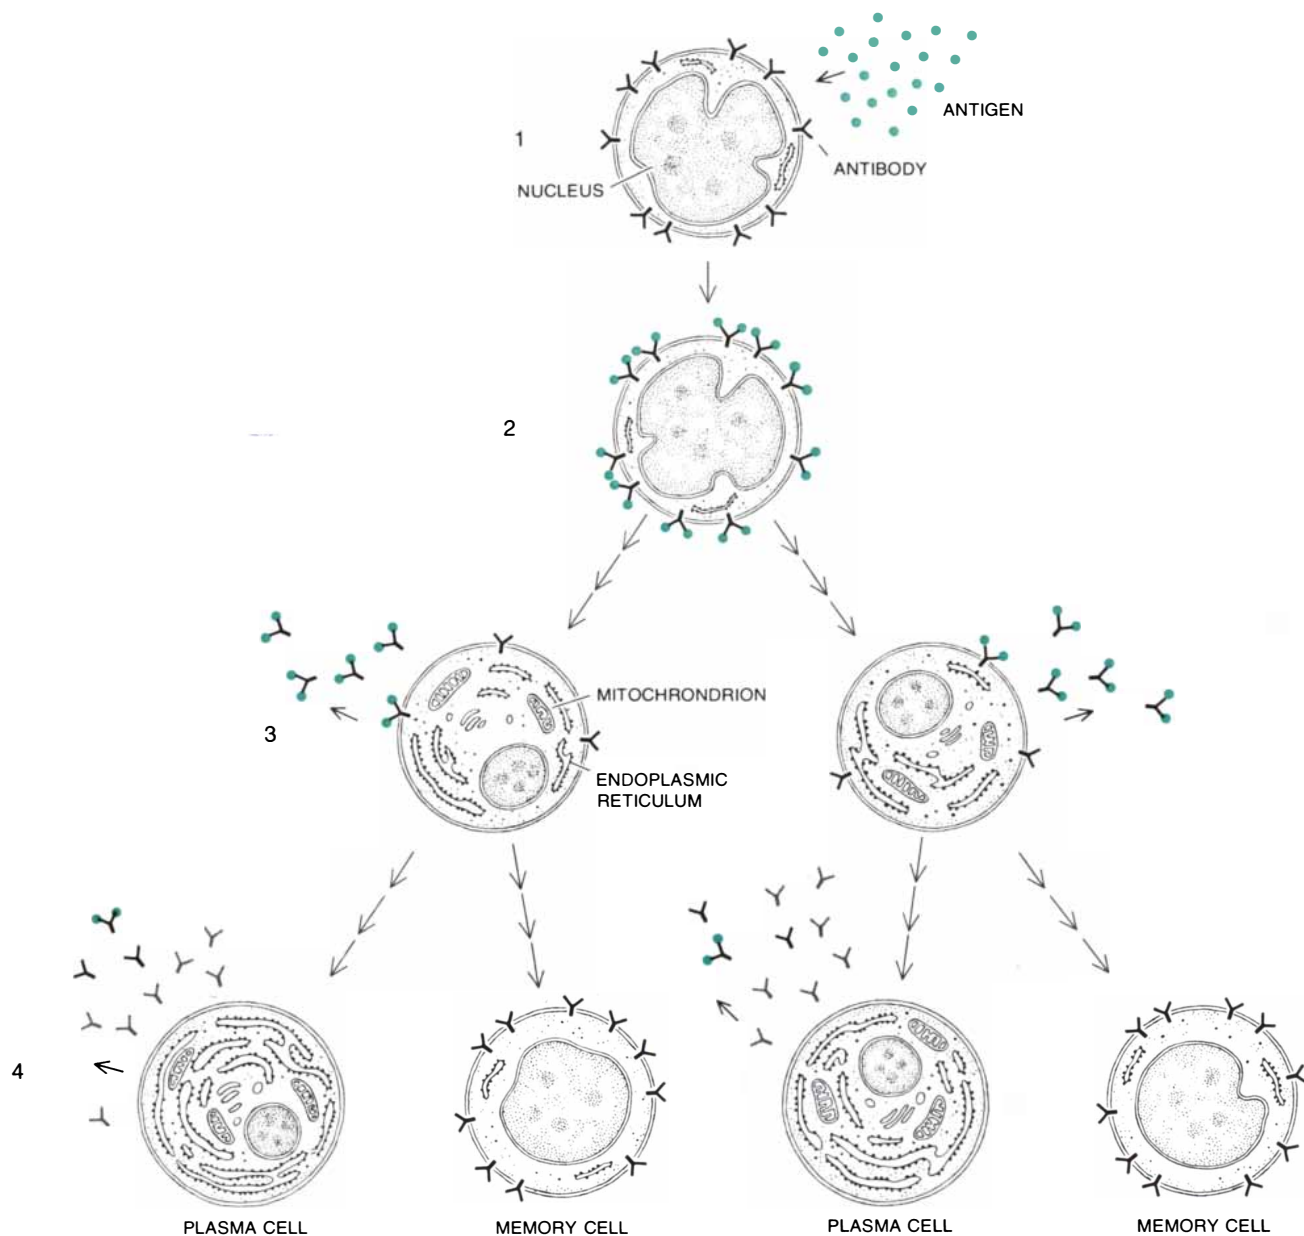 ANTIGEN
1
ANTIBODY
NUCLEUS
2
MITOCHRONDRION
3
ENDOPLASMIC
RETICULUM
4
PLASMA CELL
MEMORY CELL
PLASMA CELL
MEMORY CELL